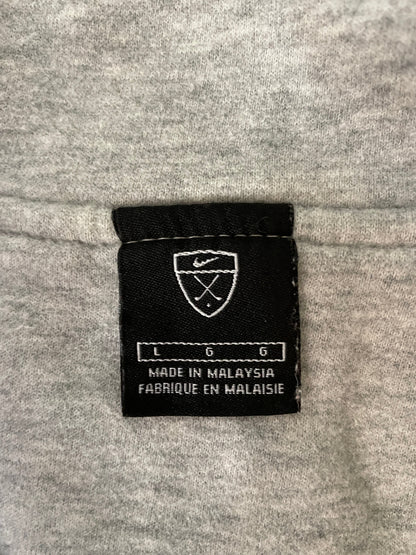 L G G
MADE IN MALAYSIA
FABRIQUE EN MALAISIE